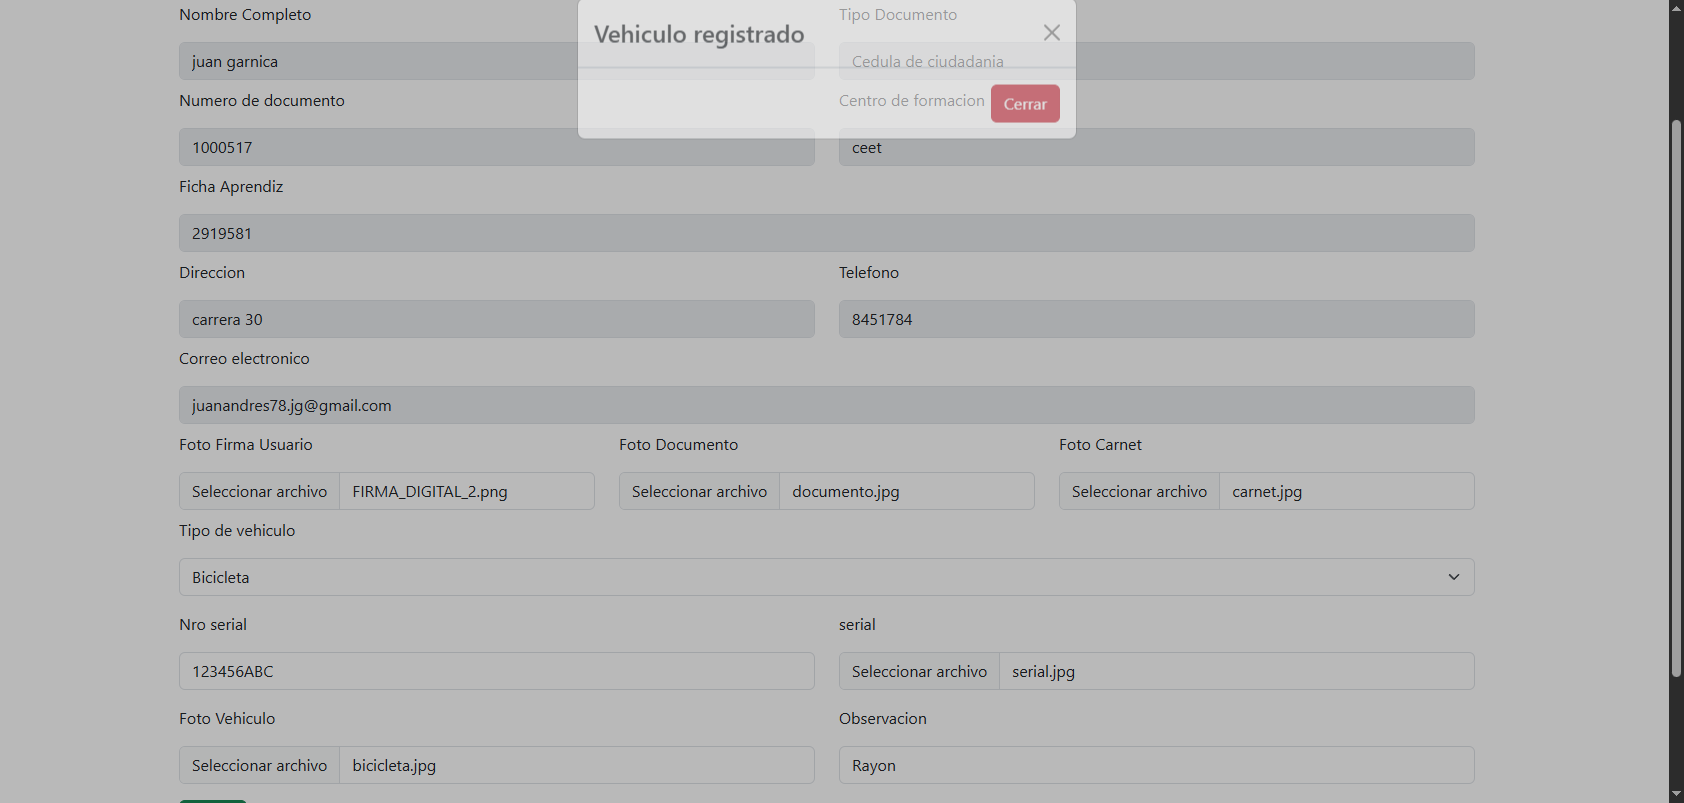 Nombre Completo
Tipo Documento
Vehiculo registrado
juan garnica
Cedula de ciudadania
Numero de documento
Centro de formacion
Cerrar
1000517
ceet
Ficha Aprendiz
2919581
Direccion
Telefono
carrera 30
8451784
Correo electronico
juanandres78.jg@gmail.com
Foto Firma Usuario
Foto Documento
Foto Carnet
Seleccionar archivo FIRMA_DIGITAL_2.png
Seleccionar archivo documento.jpg
Seleccionar archivo carnet.jpg
Tipo de vehiculo
Bicicleta
Nro serial
serial
123456ABC
Seleccionar archivo serial.jpg
Foto Vehiculo
Observacion
Seleccionar archivo bicicleta.jpg
Rayon